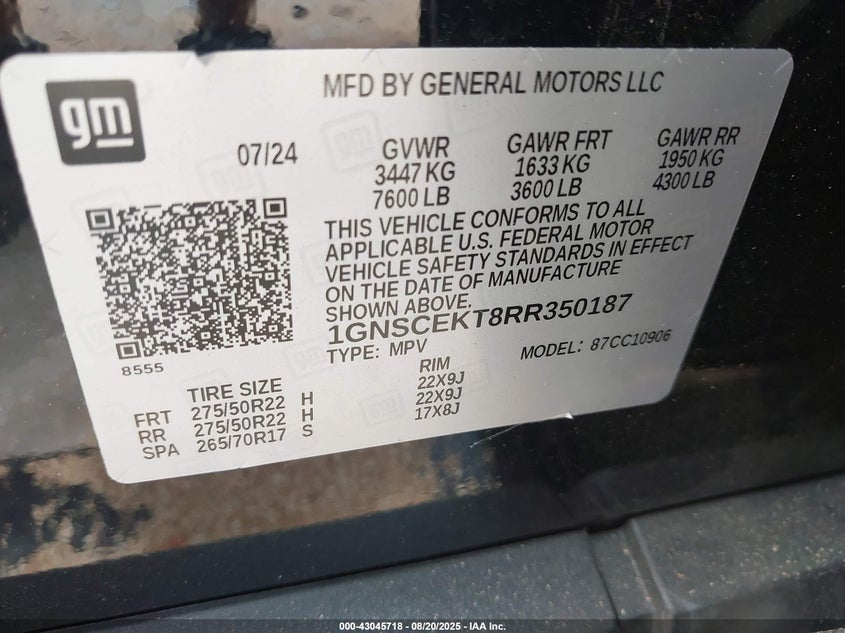 gm
MFD BY GENERAL MOTORS LLC
07/24
GVWR
3447 KG
7600 LB
GAWR FRT
1633 KG
3600 LB
GAWR RR
1950 KG
4300 LB
THIS VEHICLE CONFORMS TO ALL
APPLICABLE U.S. FEDERAL MOTOR
VEHICLE SAFETY STANDARDS IN EFFECT
ON THE DATE OF MANUFACTURE
SHOWN ABOVE.
1GNSCEKT8RR350187
TYPE: MPV
MODEL: 87CC10906
8555
TIRE SIZE RIM
FRT 275/50R22 H 22X9J
RR 275/50R22 H 22X9J
SPA 265/70R17 S 17X8J
000-43045718 - 08/20/2025 - IAA Inc.